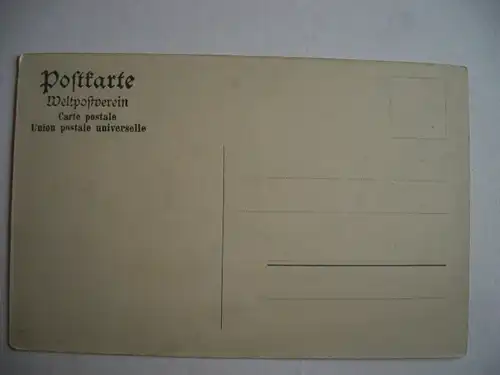 Postkarte
Weltpostverein
Carte postale
Union postale universelle